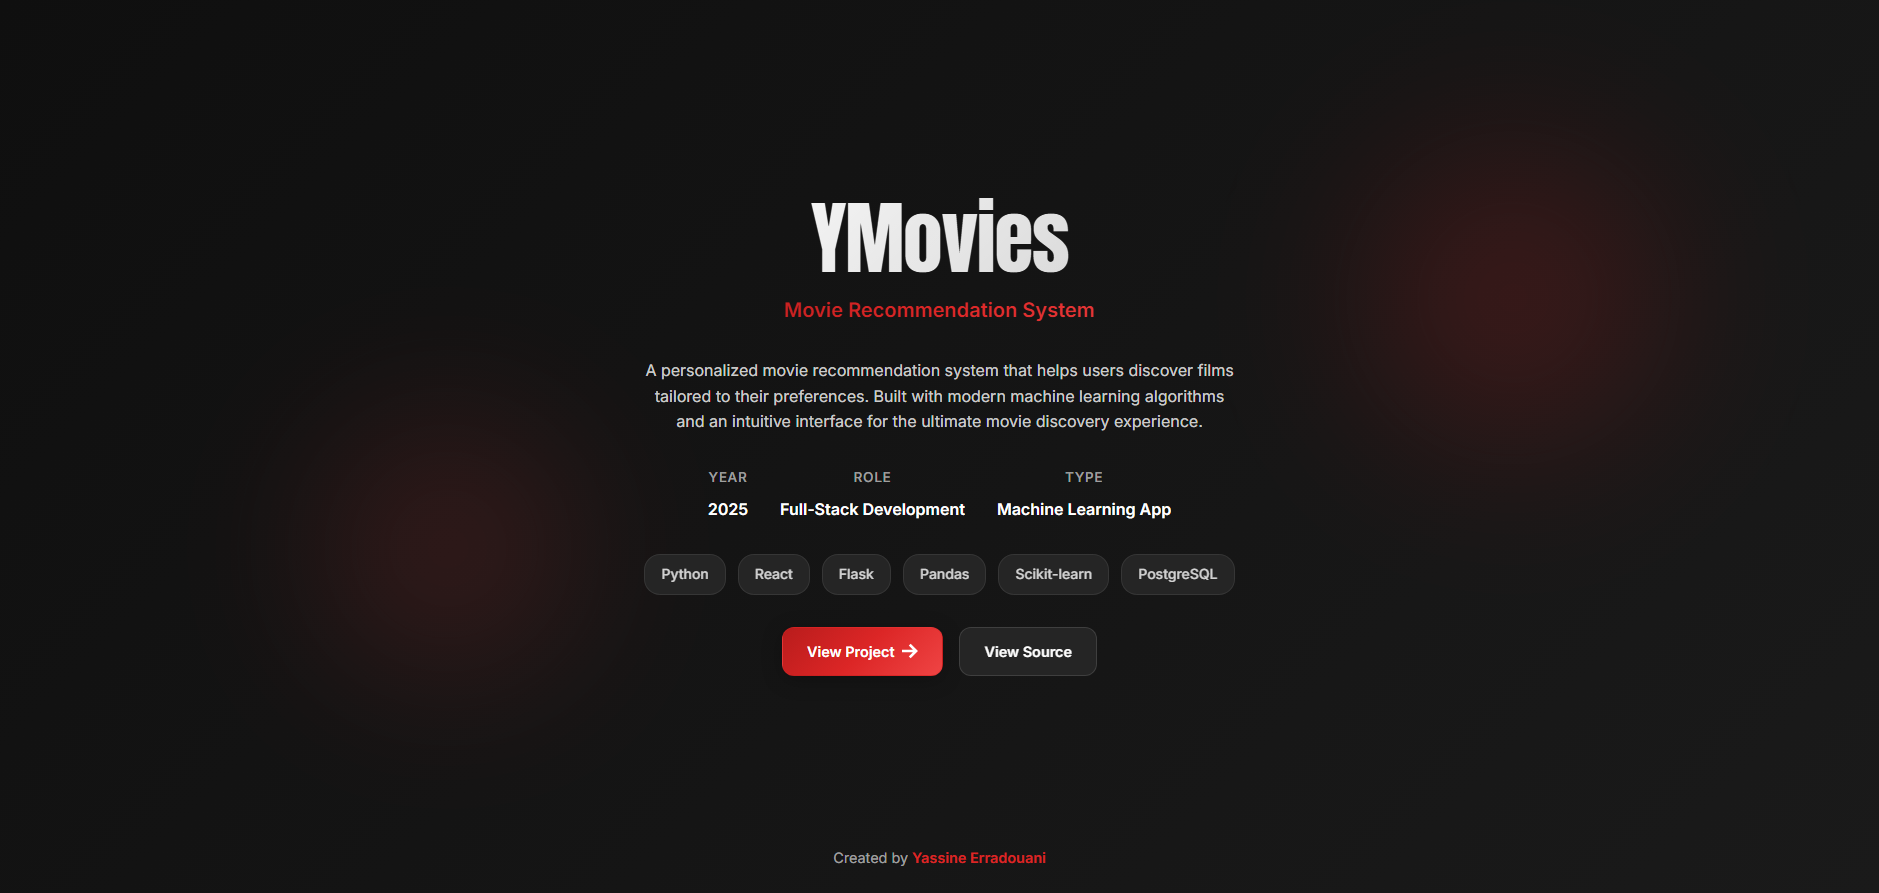 YMovies
Movie Recommendation System
A personalized movie recommendation system that helps users discover films
tailored to their preferences. Built with modern machine learning algorithms
and an intuitive interface for the ultimate movie discovery experience.
YEAR ROLE TYPE
2025 Full-Stack Development Machine Learning App
Python React Flask Pandas Scikit-learn PostgreSQL
View Project → View Source
Created by Yassine Erradouani